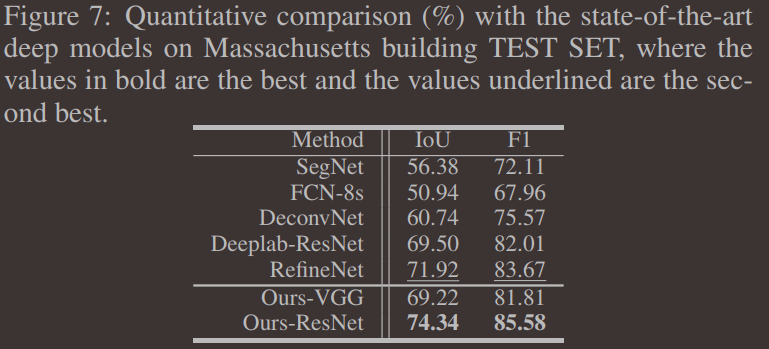 Figure 7: Quantitative comparison (%) with the state-of-the-art
deep models on Massachusetts building TEST SET, where the
values in bold are the best and the values underlined are the sec-
ond best.
Method IoU F1
SegNet 56.38 72.11
FCN-8s 50.94 67.96
DeconvNet 60.74 75.57
Deeplab-ResNet 69.50 82.01
RefineNet 71.92 83.67
Ours-VGG 69.22 81.81
Ours-ResNet 74.34 85.58